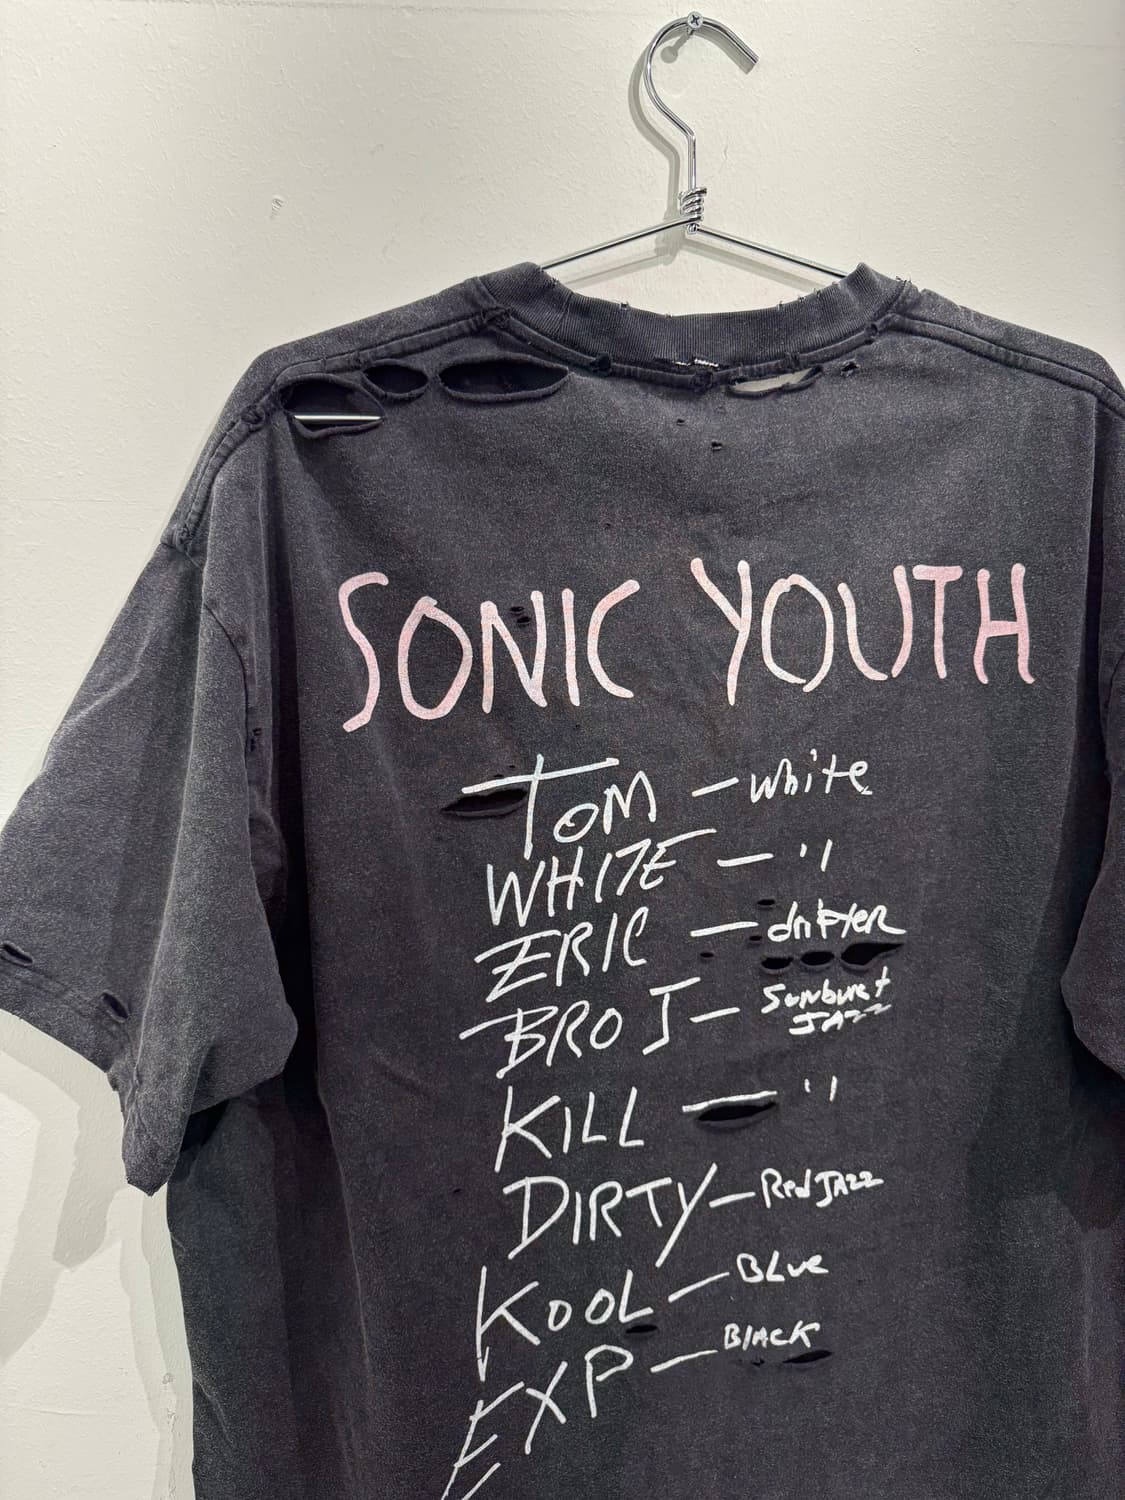 SONIC YOUTH
TOM — white
WHITE — ''
ERIC — drifter
BRO J — Sunburst
JAZZ
KILL — ''
DIRTY — Red JAZZ
KOOL — BLue
EXP — BlACK